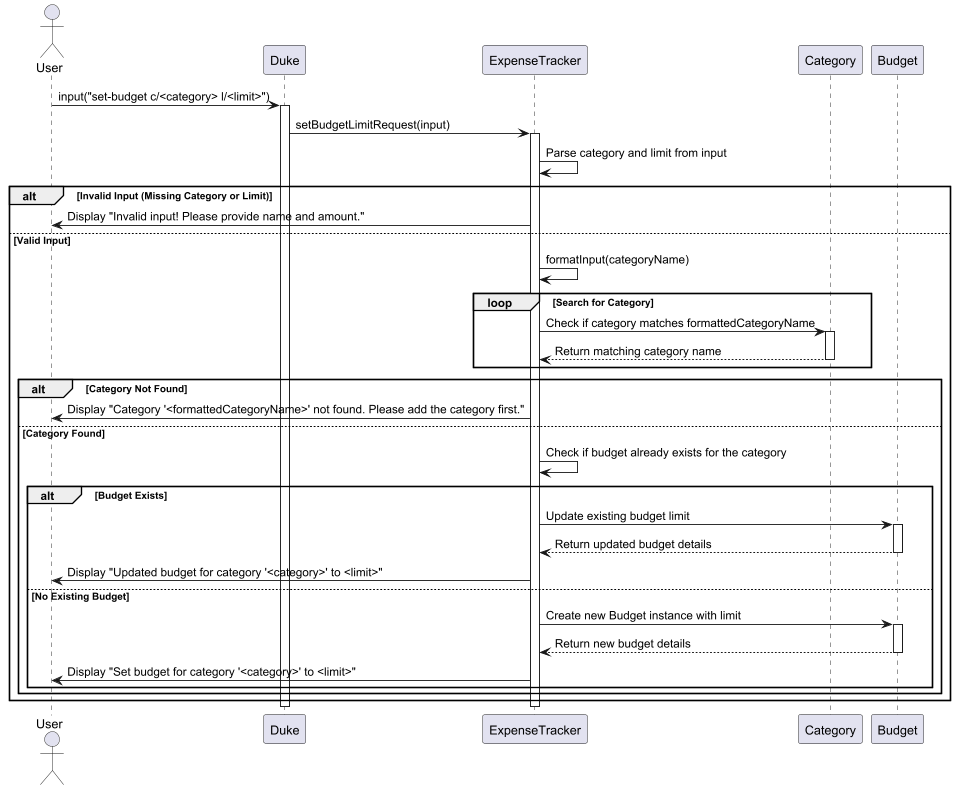 User
Duke
ExpenseTracker
Category
Budget
input("set-budget c/<category> l/<limit>")
setBudgetLimitRequest(input)
Parse category and limit from input
alt
[Invalid Input (Missing Category or Limit)]
Display "Invalid input! Please provide name and amount."
[Valid Input]
formatInput(categoryName)
loop
[Search for Category]
Check if category matches formattedCategoryName
Return matching category name
alt
[Category Not Found]
Display "Category '<formattedCategoryName>' not found. Please add the category first."
[Category Found]
Check if budget already exists for the category
alt
[Budget Exists]
Update existing budget limit
Return updated budget details
Display "Updated budget for category '<category>' to <limit>"
[No Existing Budget]
Create new Budget instance with limit
Return new budget details
Display "Set budget for category '<category>' to <limit>"
User
Duke
ExpenseTracker
Category
Budget